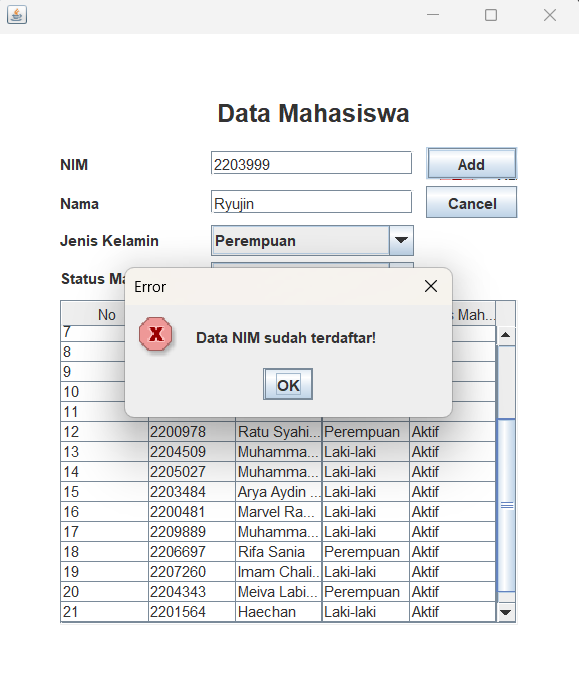 Data Mahasiswa
NIM 2203999 Add
Nama Ryujin Cancel
Jenis Kelamin Perempuan
Status Ma
Error
Data NIM sudah terdaftar!
OK
No s Mah...
7
8
9
10
11
12 2200978 Ratu Syahi... Perempuan Aktif
13 2204509 Muhamma... Laki-laki Aktif
14 2205027 Muhamma... Laki-laki Aktif
15 2203484 Arya Aydin ... Laki-laki Aktif
16 2200481 Marvel Ra... Laki-laki Aktif
17 2209889 Muhamma... Laki-laki Aktif
18 2206697 Rifa Sania Perempuan Aktif
19 2207260 Imam Chali... Laki-laki Aktif
20 2204343 Meiva Labi... Perempuan Aktif
21 2201564 Haechan Laki-laki Aktif